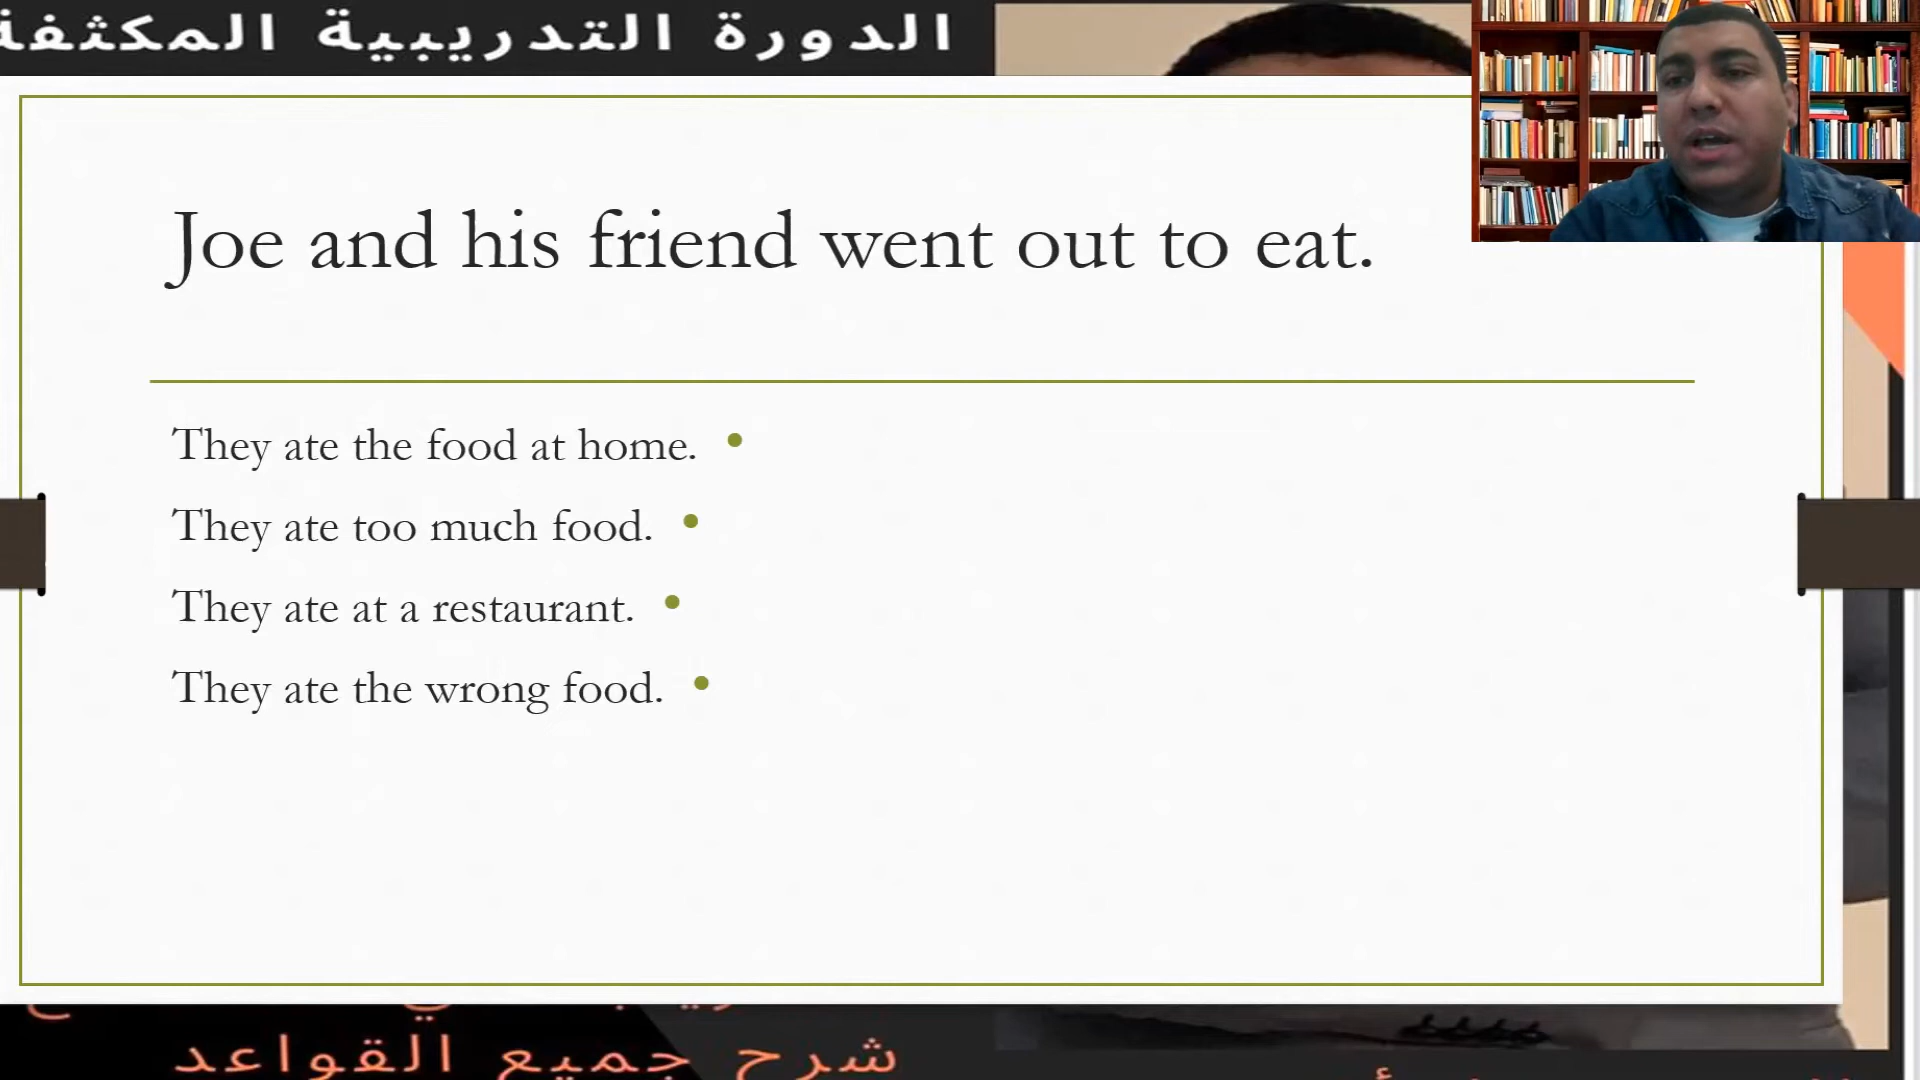 الدورة التدريبية المكثفة
Joe and his friend went out to eat.
They ate the food at home.
They ate too much food.
They ate at a restaurant.
They ate the wrong food.
شرح جميع القواعد